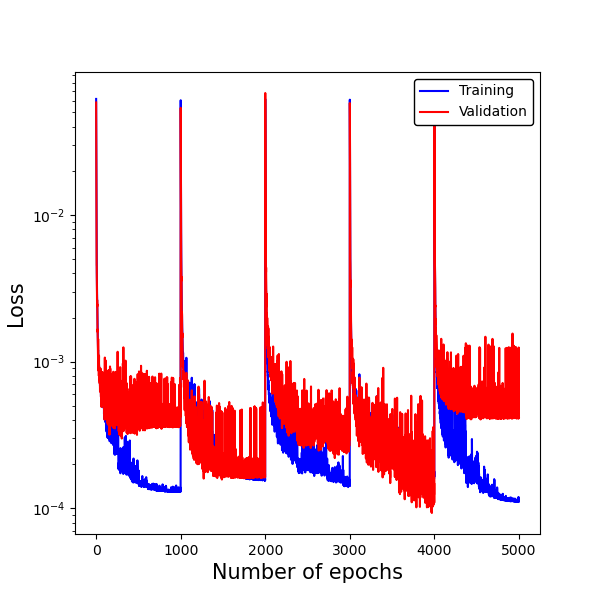 Training
Validation
Loss
10⁻²
10⁻³
10⁻⁴
0 1000 2000 3000 4000 5000
Number of epochs